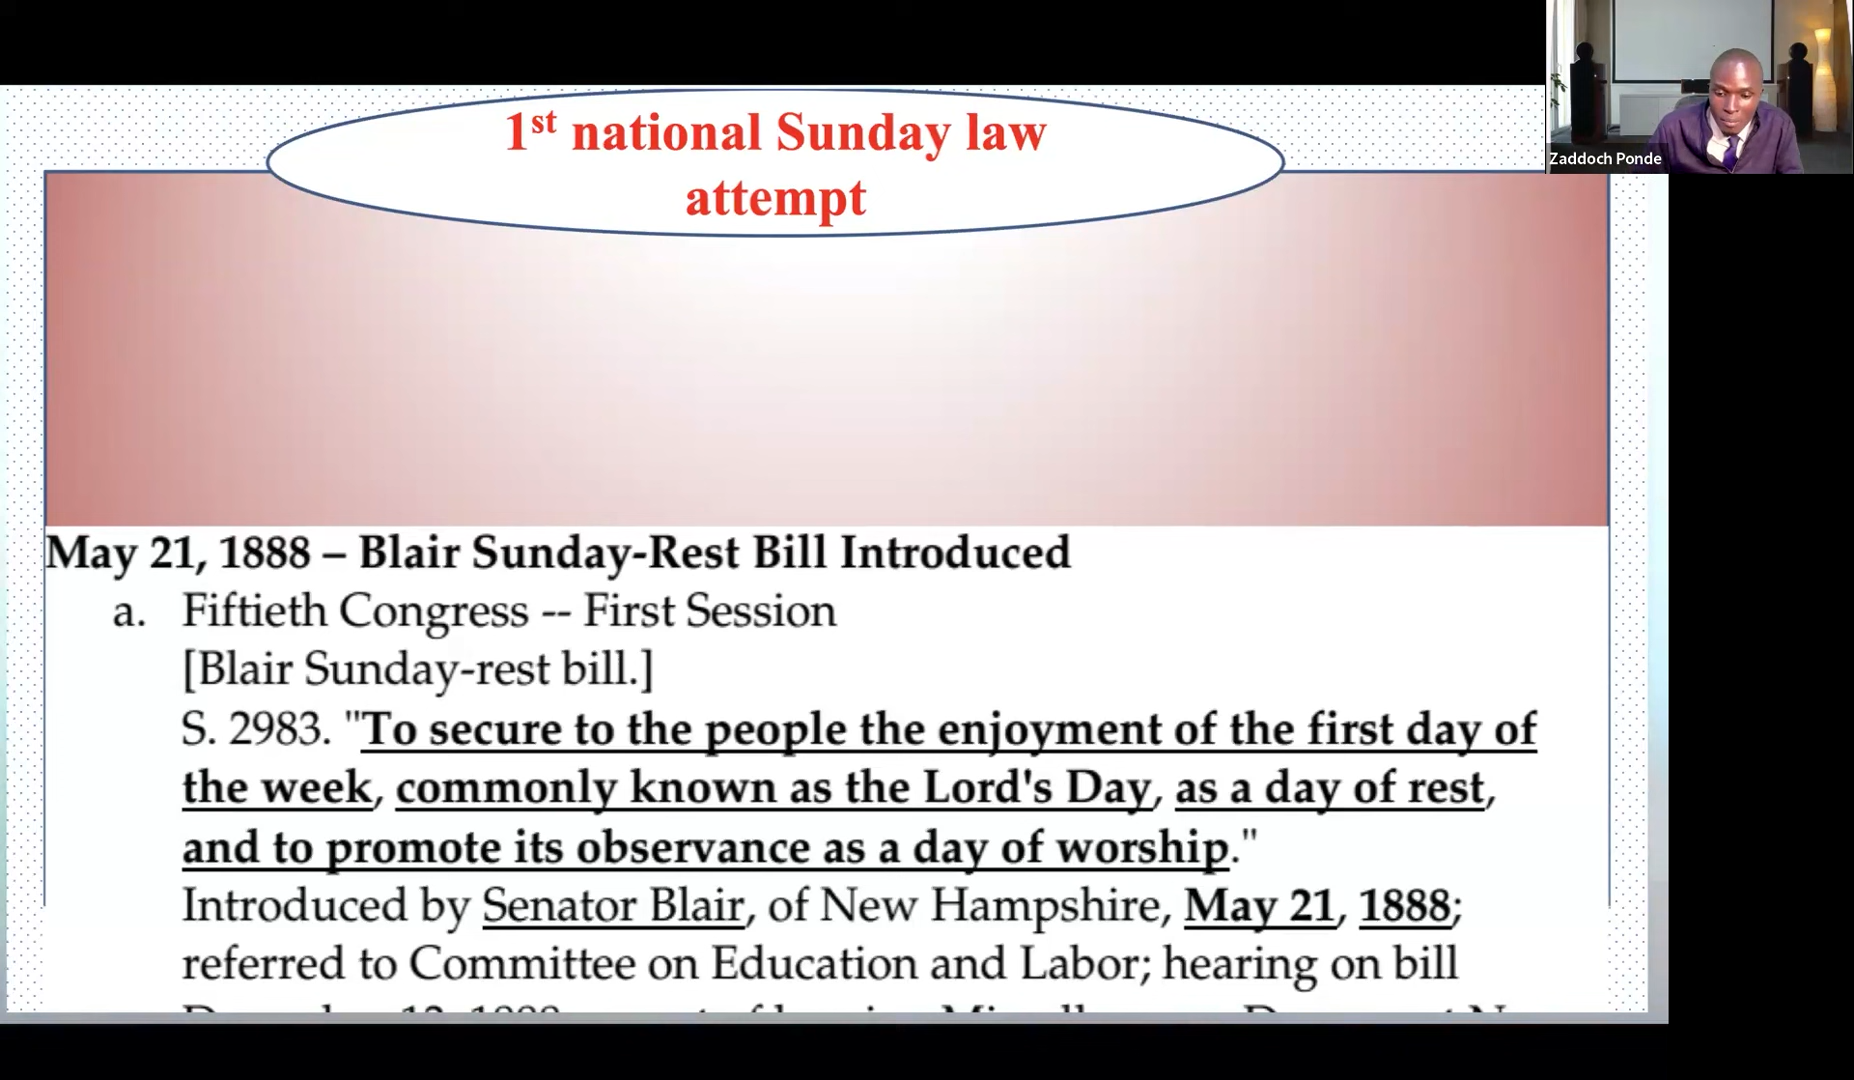 1st national Sunday law
attempt
Zaddoch Ponde
May 21, 1888 – Blair Sunday-Rest Bill Introduced
a. Fiftieth Congress -- First Session
[Blair Sunday-rest bill.]
S. 2983. "To secure to the people the enjoyment of the first day of
the week, commonly known as the Lord's Day, as a day of rest,
and to promote its observance as a day of worship."
Introduced by Senator Blair, of New Hampshire, May 21, 1888;
referred to Committee on Education and Labor; hearing on bill